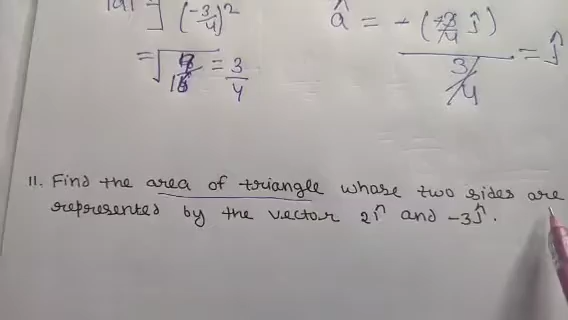 |a| = √(-3/4)²
= √9/16 = 3/4
â = -(-3/4 ĵ) / 3/4 = ĵ
11. Find the area of triangle whose two sides are
represented by the vector 2î and -3ĵ.